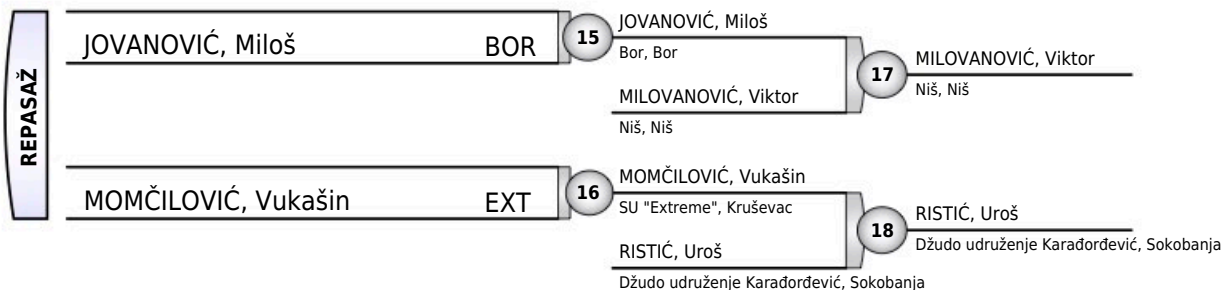 REPASAŽ
JOVANOVIĆ, Miloš BOR
15
JOVANOVIĆ, Miloš
Bor, Bor
MILOVANOVIĆ, Viktor
Niš, Niš
17
MILOVANOVIĆ, Viktor
Niš, Niš
MOMČILOVIĆ, Vukašin EXT
16
MOMČILOVIĆ, Vukašin
SU "Extreme", Kruševac
RISTIĆ, Uroš
Džudo udruženje Karađorđević, Sokobanja
18
RISTIĆ, Uroš
Džudo udruženje Karađorđević, Sokobanja